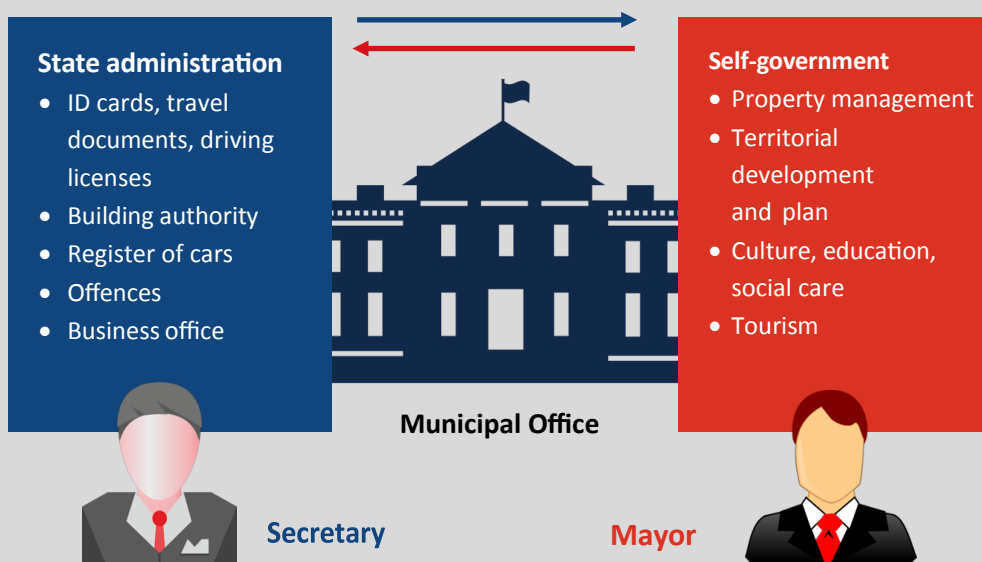 State administration
• ID cards, travel
documents, driving
licenses
• Building authority
• Register of cars
• Offences
• Business office
Self-government
• Property management
• Territorial
development
and plan
• Culture, education,
social care
• Tourism
Municipal Office
Secretary
Mayor